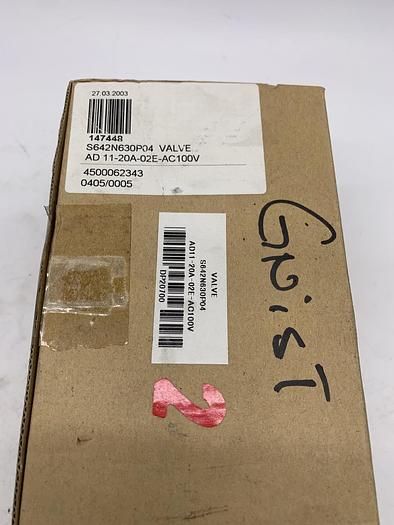 27.03.2003
147448
S642N630P04 VALVE
AD 11-20A-02E-AC100V
4500062343
0405/0005
VALVE
S642N630P04
AD11-20A-02E-AC100V
DP20700
GNiST
2